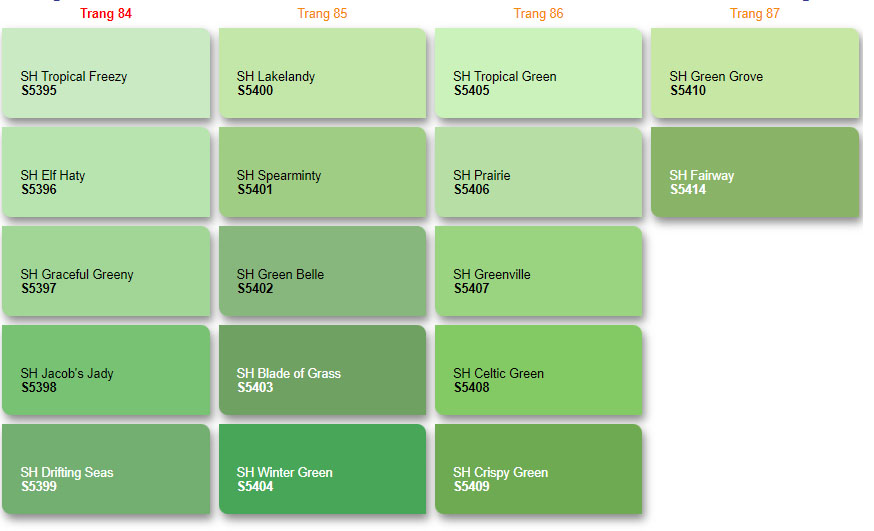 Trang 84
SH Tropical Freezy
S5395
SH Elf Haty
S5396
SH Graceful Greeny
S5397
SH Jacob's Jady
S5398
SH Drifting Seas
S5399
Trang 85
SH Lakelandy
S5400
SH Spearminty
S5401
SH Green Belle
S5402
SH Blade of Grass
S5403
SH Winter Green
S5404
Trang 86
SH Tropical Green
S5405
SH Prairie
S5406
SH Greenville
S5407
SH Celtic Green
S5408
SH Crispy Green
S5409
Trang 87
SH Green Grove
S5410
SH Fairway
S5414